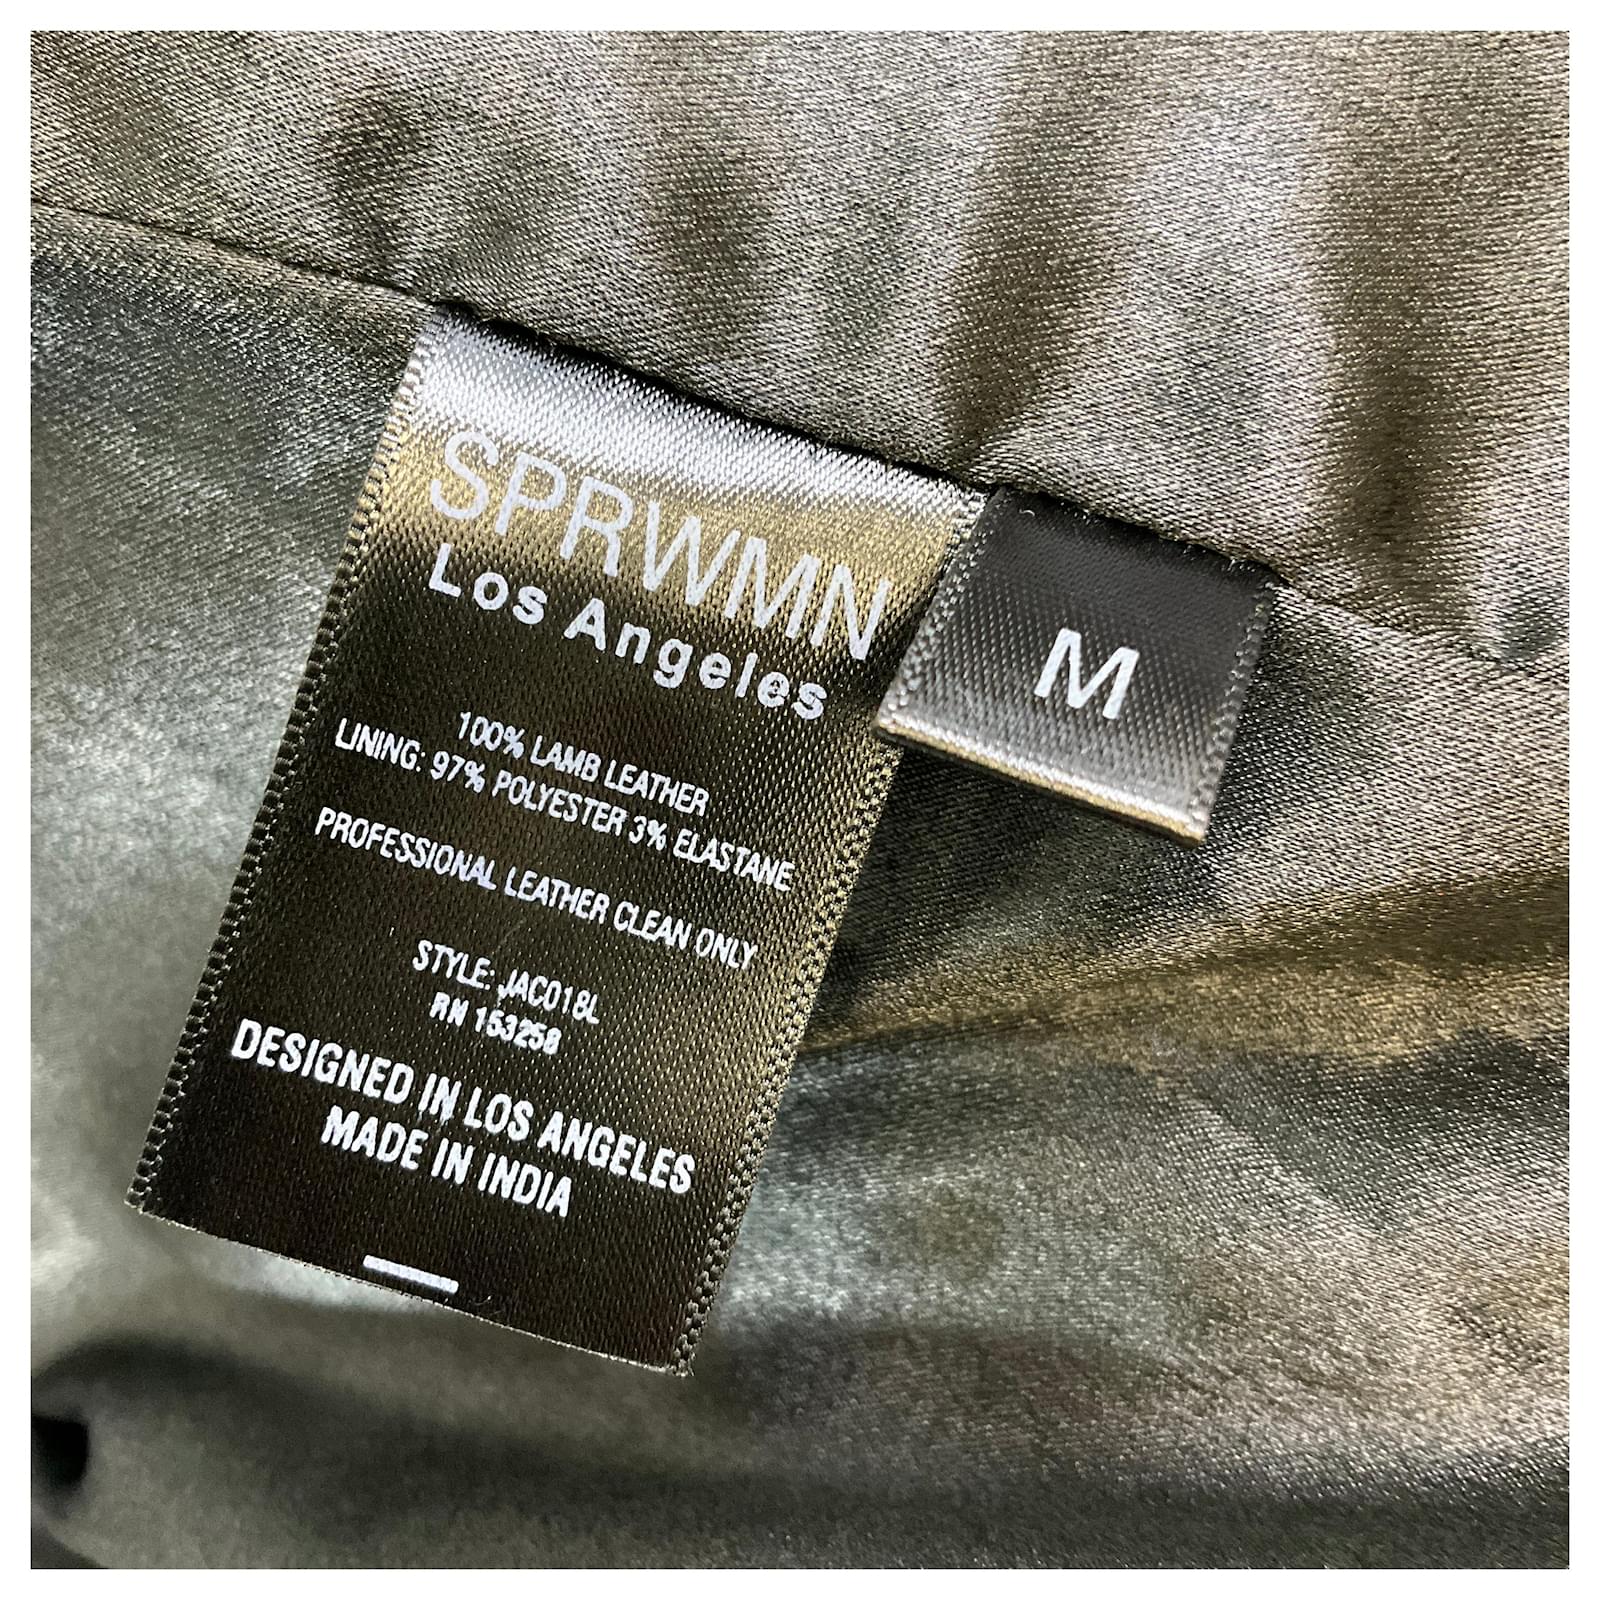 SPRWMN
Los Angeles
M
100% LAMB LEATHER
LINING: 97% POLYESTER 3% ELASTANE
PROFESSIONAL LEATHER CLEAN ONLY
STYLE: JAC018L
RN 153258
DESIGNED IN LOS ANGELES
MADE IN INDIA